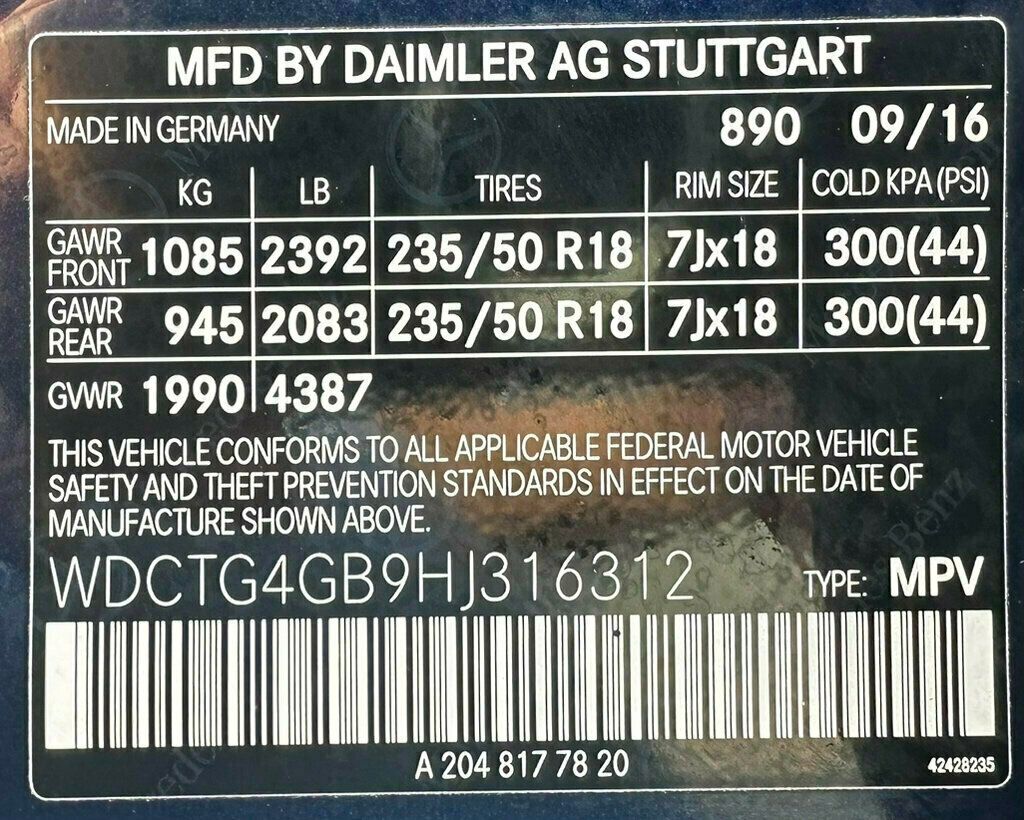 MFD BY DAIMLER AG STUTTGART
MADE IN GERMANY 890 09/16
KG LB TIRES RIM SIZE COLD KPA (PSI)
GAWR FRONT 1085 2392 235/50 R18 7Jx18 300(44)
GAWR REAR 945 2083 235/50 R18 7Jx18 300(44)
GVWR 1990 4387
THIS VEHICLE CONFORMS TO ALL APPLICABLE FEDERAL MOTOR VEHICLE
SAFETY AND THEFT PREVENTION STANDARDS IN EFFECT ON THE DATE OF
MANUFACTURE SHOWN ABOVE.
WDCTG4GB9HJ316312 TYPE: MPV
A 204 817 78 20 42428235